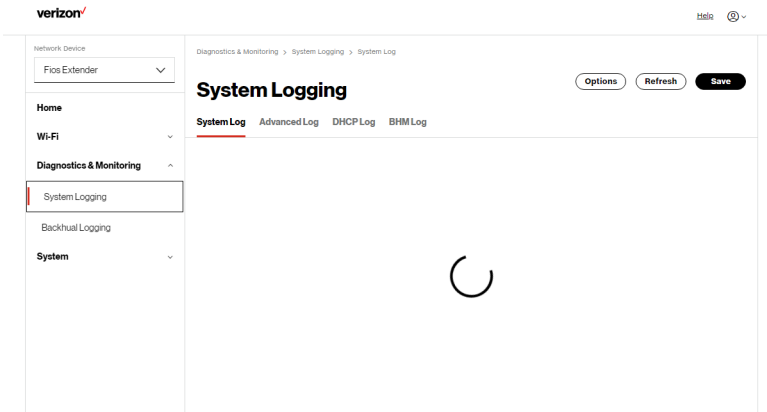 verizon
Help
Network Device
Fios Extender
Home
Wi-Fi
Diagnostics & Monitoring
System Logging
Backhual Logging
System
Diagnostics & Monitoring > System Logging > System Log
System Logging
Options Refresh Save
System Log Advanced Log DHCP Log BHM Log